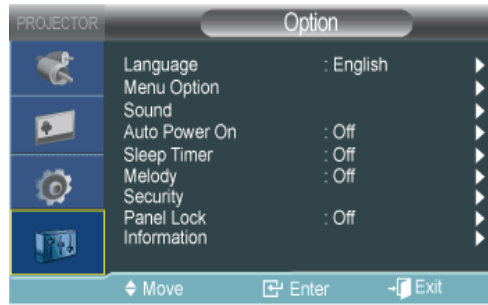 PROJECTOR
Option
Language : English
Menu Option
Sound
Auto Power On : Off
Sleep Timer : Off
Melody : Off
Security
Panel Lock : Off
Information
Move Enter Exit